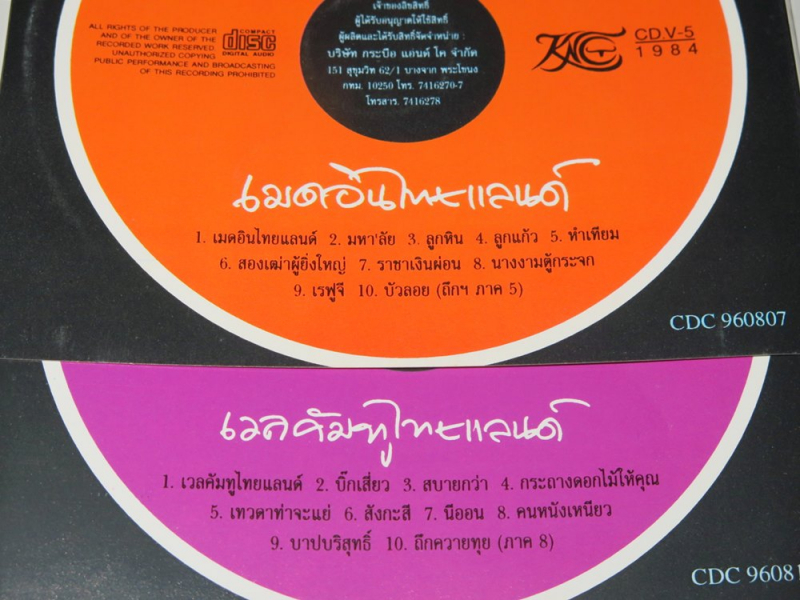 เจ้าของลิขสิทธิ์
ผู้ได้รับอนุญาตให้ใช้สิทธิ์
ผู้ผลิตและได้รับสิทธิ์จัดจำหน่าย :
บริษัท กระบือ แอนด์ โค จำกัด
151 สุขุมวิท 62/1 บางจาก พระโขนง
กทม. 10250 โทร. 7416270-7
โทรสาร. 7416278
ALL RIGHTS OF THE PRODUCER
AND OF THE OWNER OF THE
RECORDED WORK RESERVED
UNAUTHORIZED COPYING
PUBLIC PERFORMANCE AND BROADCASTING
OF THIS RECORDING PROHIBITED
COMPACT
disc
DIGITAL AUDIO
CD.V-5
1984
เมดอินไทยแลนด์
1. เมดอินไทยแลนด์ 2. มหา'ลัย 3. ลูกหิน 4. ลูกแก้ว 5. หำเทียม
6. สองเฒ่าผู้ยิ่งใหญ่ 7. ราชาเงินผ่อน 8. นางงามตู้กระจก
9. เรฟูจี 10. บัวลอย (ถึกฯ ภาค 5)
CDC 960807
เวลคัมทูไทยแลนด์
1. เวลคัมทูไทยแลนด์ 2. บิ๊กเสี่ยว 3. สบายกว่า 4. กระถางดอกไม้ให้คุณ
5. เทวดาท่าจะแย่ 6. สังกะสี 7. นีออน 8. คนหนังเหนียว
9. บาปบริสุทธิ์ 10. ถึกควายทุย (ภาค 8)
CDC 9608